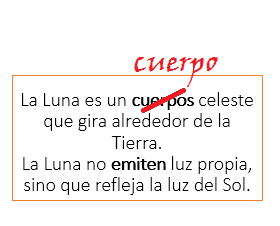 cuerpo
La Luna es un cuerpos celeste
que gira alrededor de la
Tierra.
La Luna no emiten luz propia,
sino que refleja la luz del Sol.